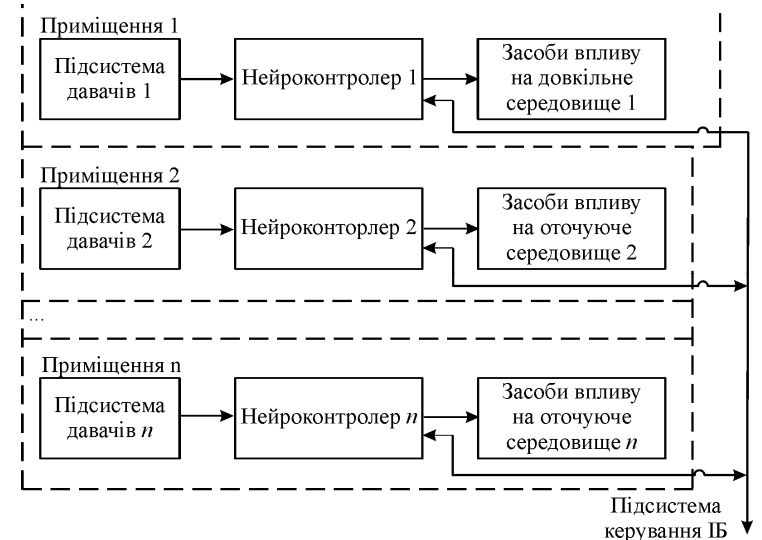 Приміщення 1
Підсистема
давачів 1
Нейроконтролер 1
Засоби впливу
на довкільне
середовище 1
Приміщення 2
Підсистема
давачів 2
Нейроконторлер 2
Засоби впливу
на оточуюче
середовище 2
...
Приміщення n
Підсистема
давачів n
Нейроконтролер n
Засоби впливу
на оточуюче
середовище n
Підсистема
керування ІБ